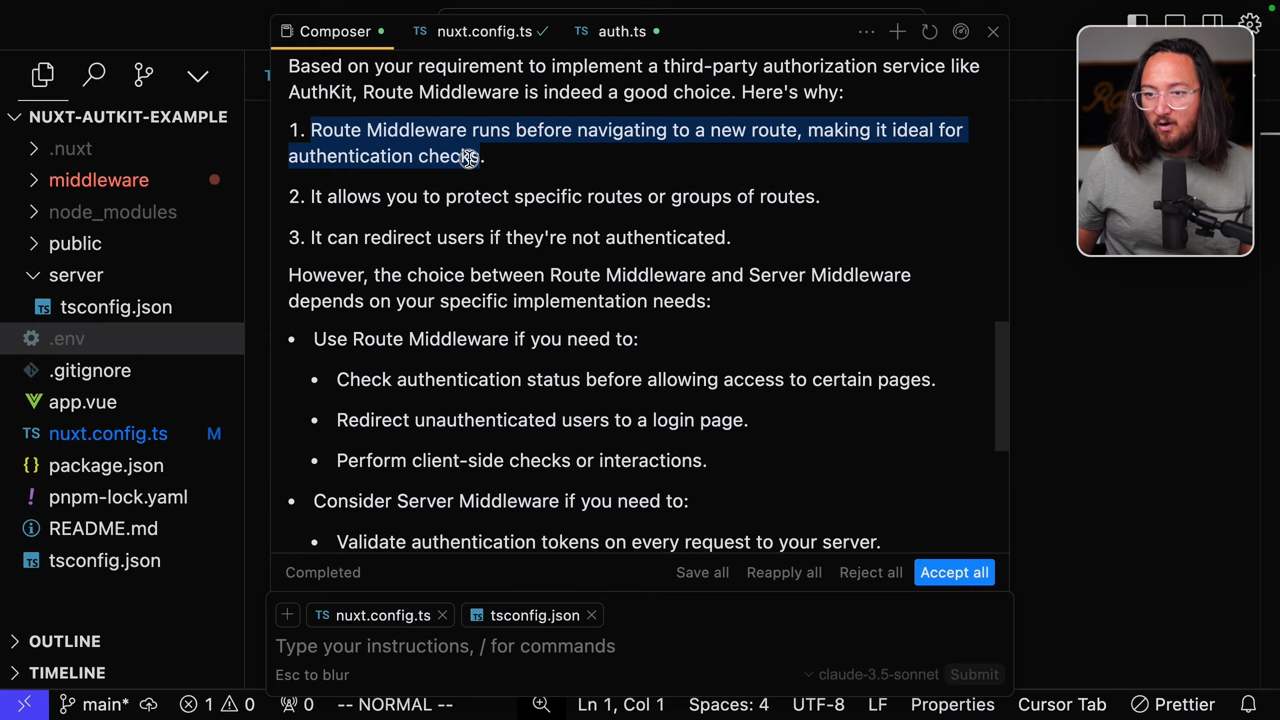 Composer
TS nuxt.config.ts
TS auth.ts
Based on your requirement to implement a third-party authorization service like
AuthKit, Route Middleware is indeed a good choice. Here's why:
1. Route Middleware runs before navigating to a new route, making it ideal for
authentication checks.
2. It allows you to protect specific routes or groups of routes.
3. It can redirect users if they're not authenticated.
However, the choice between Route Middleware and Server Middleware
depends on your specific implementation needs:
• Use Route Middleware if you need to:
• Check authentication status before allowing access to certain pages.
• Redirect unauthenticated users to a login page.
• Perform client-side checks or interactions.
• Consider Server Middleware if you need to:
• Validate authentication tokens on every request to your server.
Completed
Save all
Reapply all
Reject all
Accept all
TS nuxt.config.ts
TS tsconfig.json
Type your instructions, / for commands
Esc to blur
claude-3.5-sonnet
Submit
NUXT-AUTKIT-EXAMPLE
.nuxt
middleware
node_modules
public
server
TS tsconfig.json
.env
.gitignore
app.vue
TS nuxt.config.ts M
{} package.json
! pnpm-lock.yaml
README.md
TS tsconfig.json
OUTLINE
TIMELINE
main*
1
0
0
-- NORMAL --
Ln 1, Col 1
Spaces: 4
UTF-8
LF
Properties
Cursor Tab
Prettier